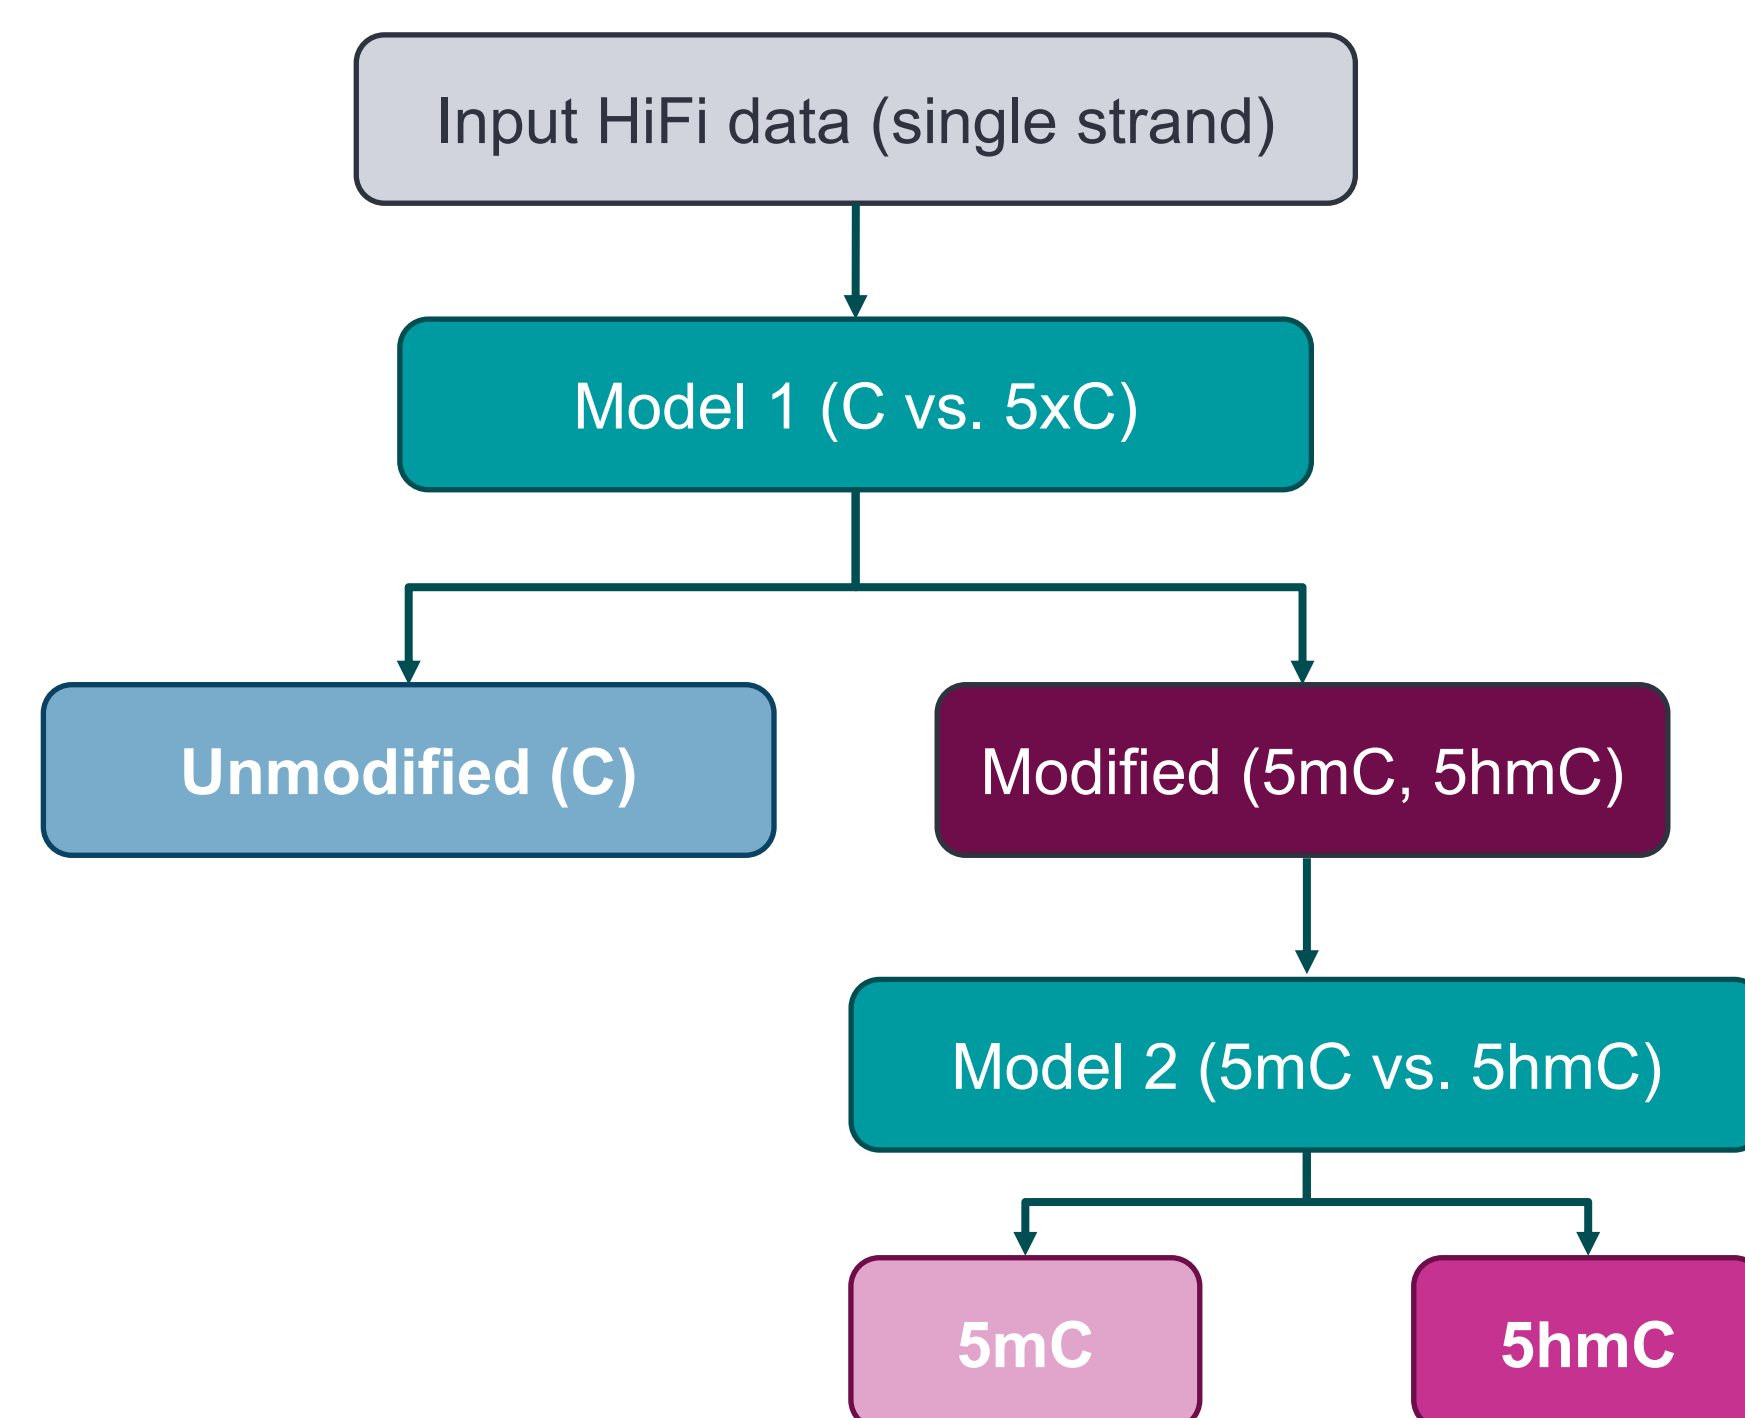 Input HiFi data (single strand)
Model 1 (C vs. 5xC)
Unmodified (C)
Modified (5mC, 5hmC)
Model 2 (5mC vs. 5hmC)
5mC
5hmC